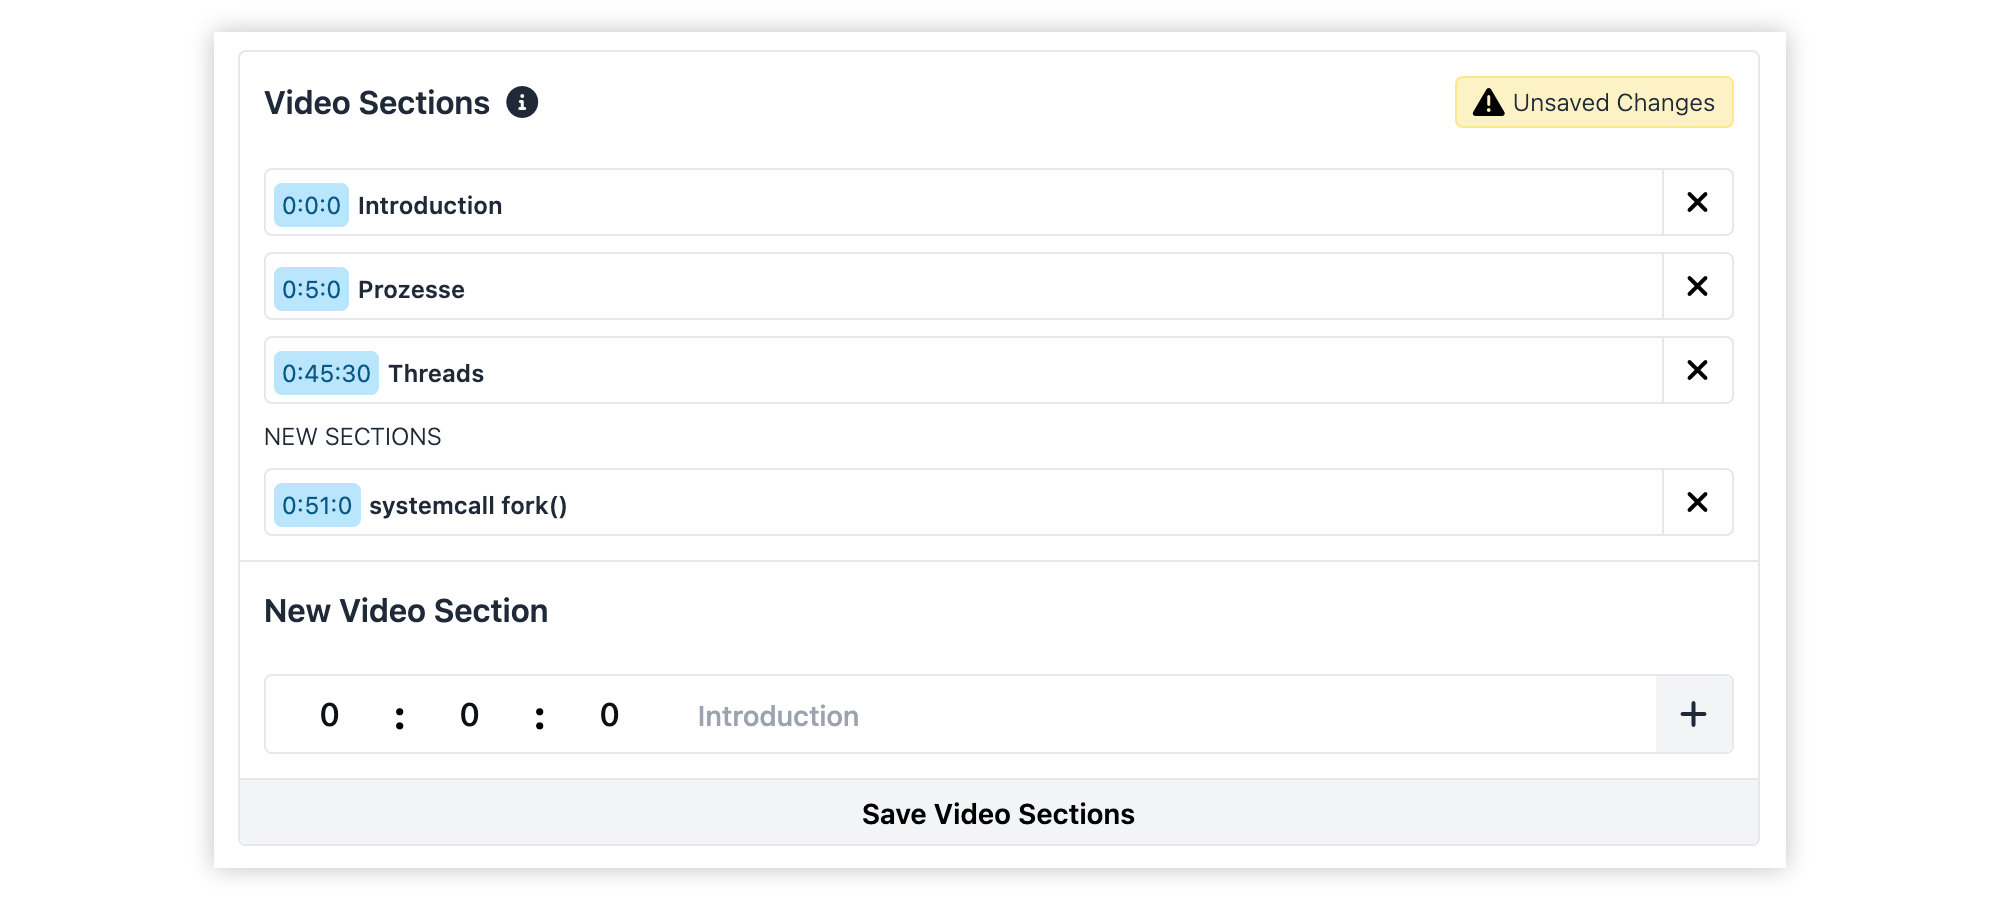 Video Sections
Unsaved Changes
0:0:0 Introduction
0:5:0 Prozesse
0:45:30 Threads
NEW SECTIONS
0:51:0 systemcall fork()
New Video Section
0 : 0 : 0 Introduction
Save Video Sections